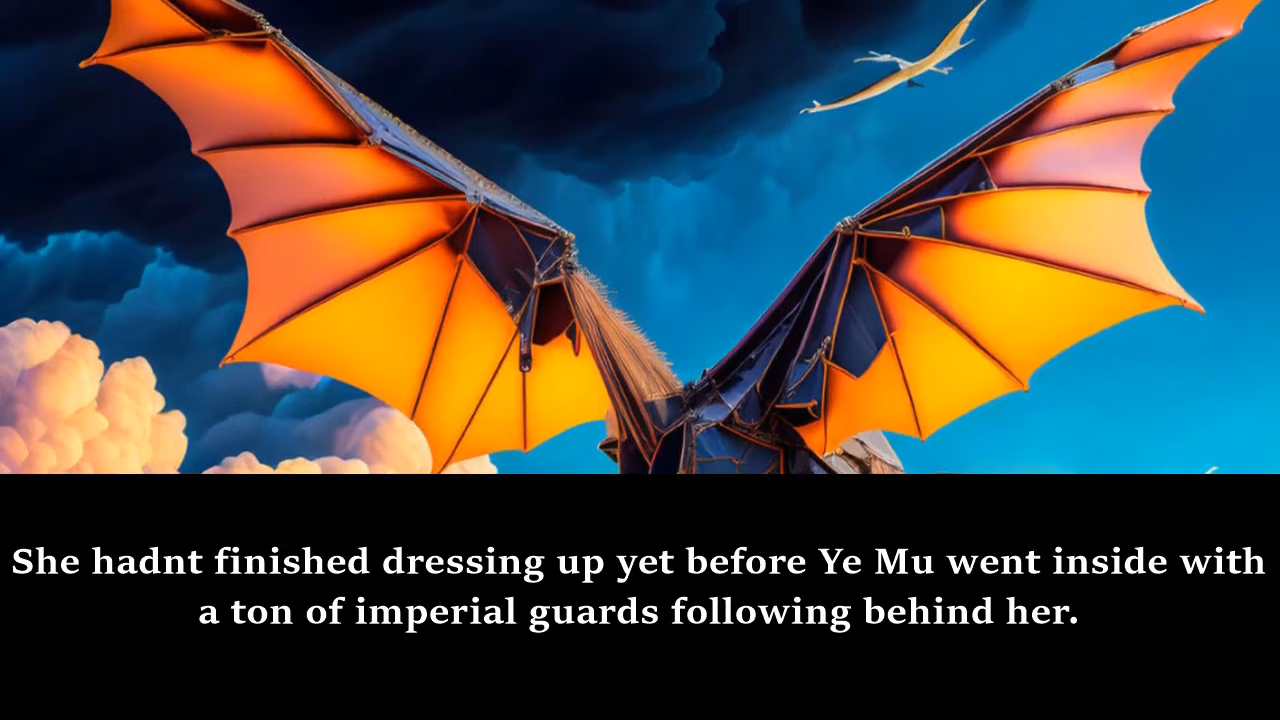 She hadnt finished dressing up yet before Ye Mu went inside with
a ton of imperial guards following behind her.